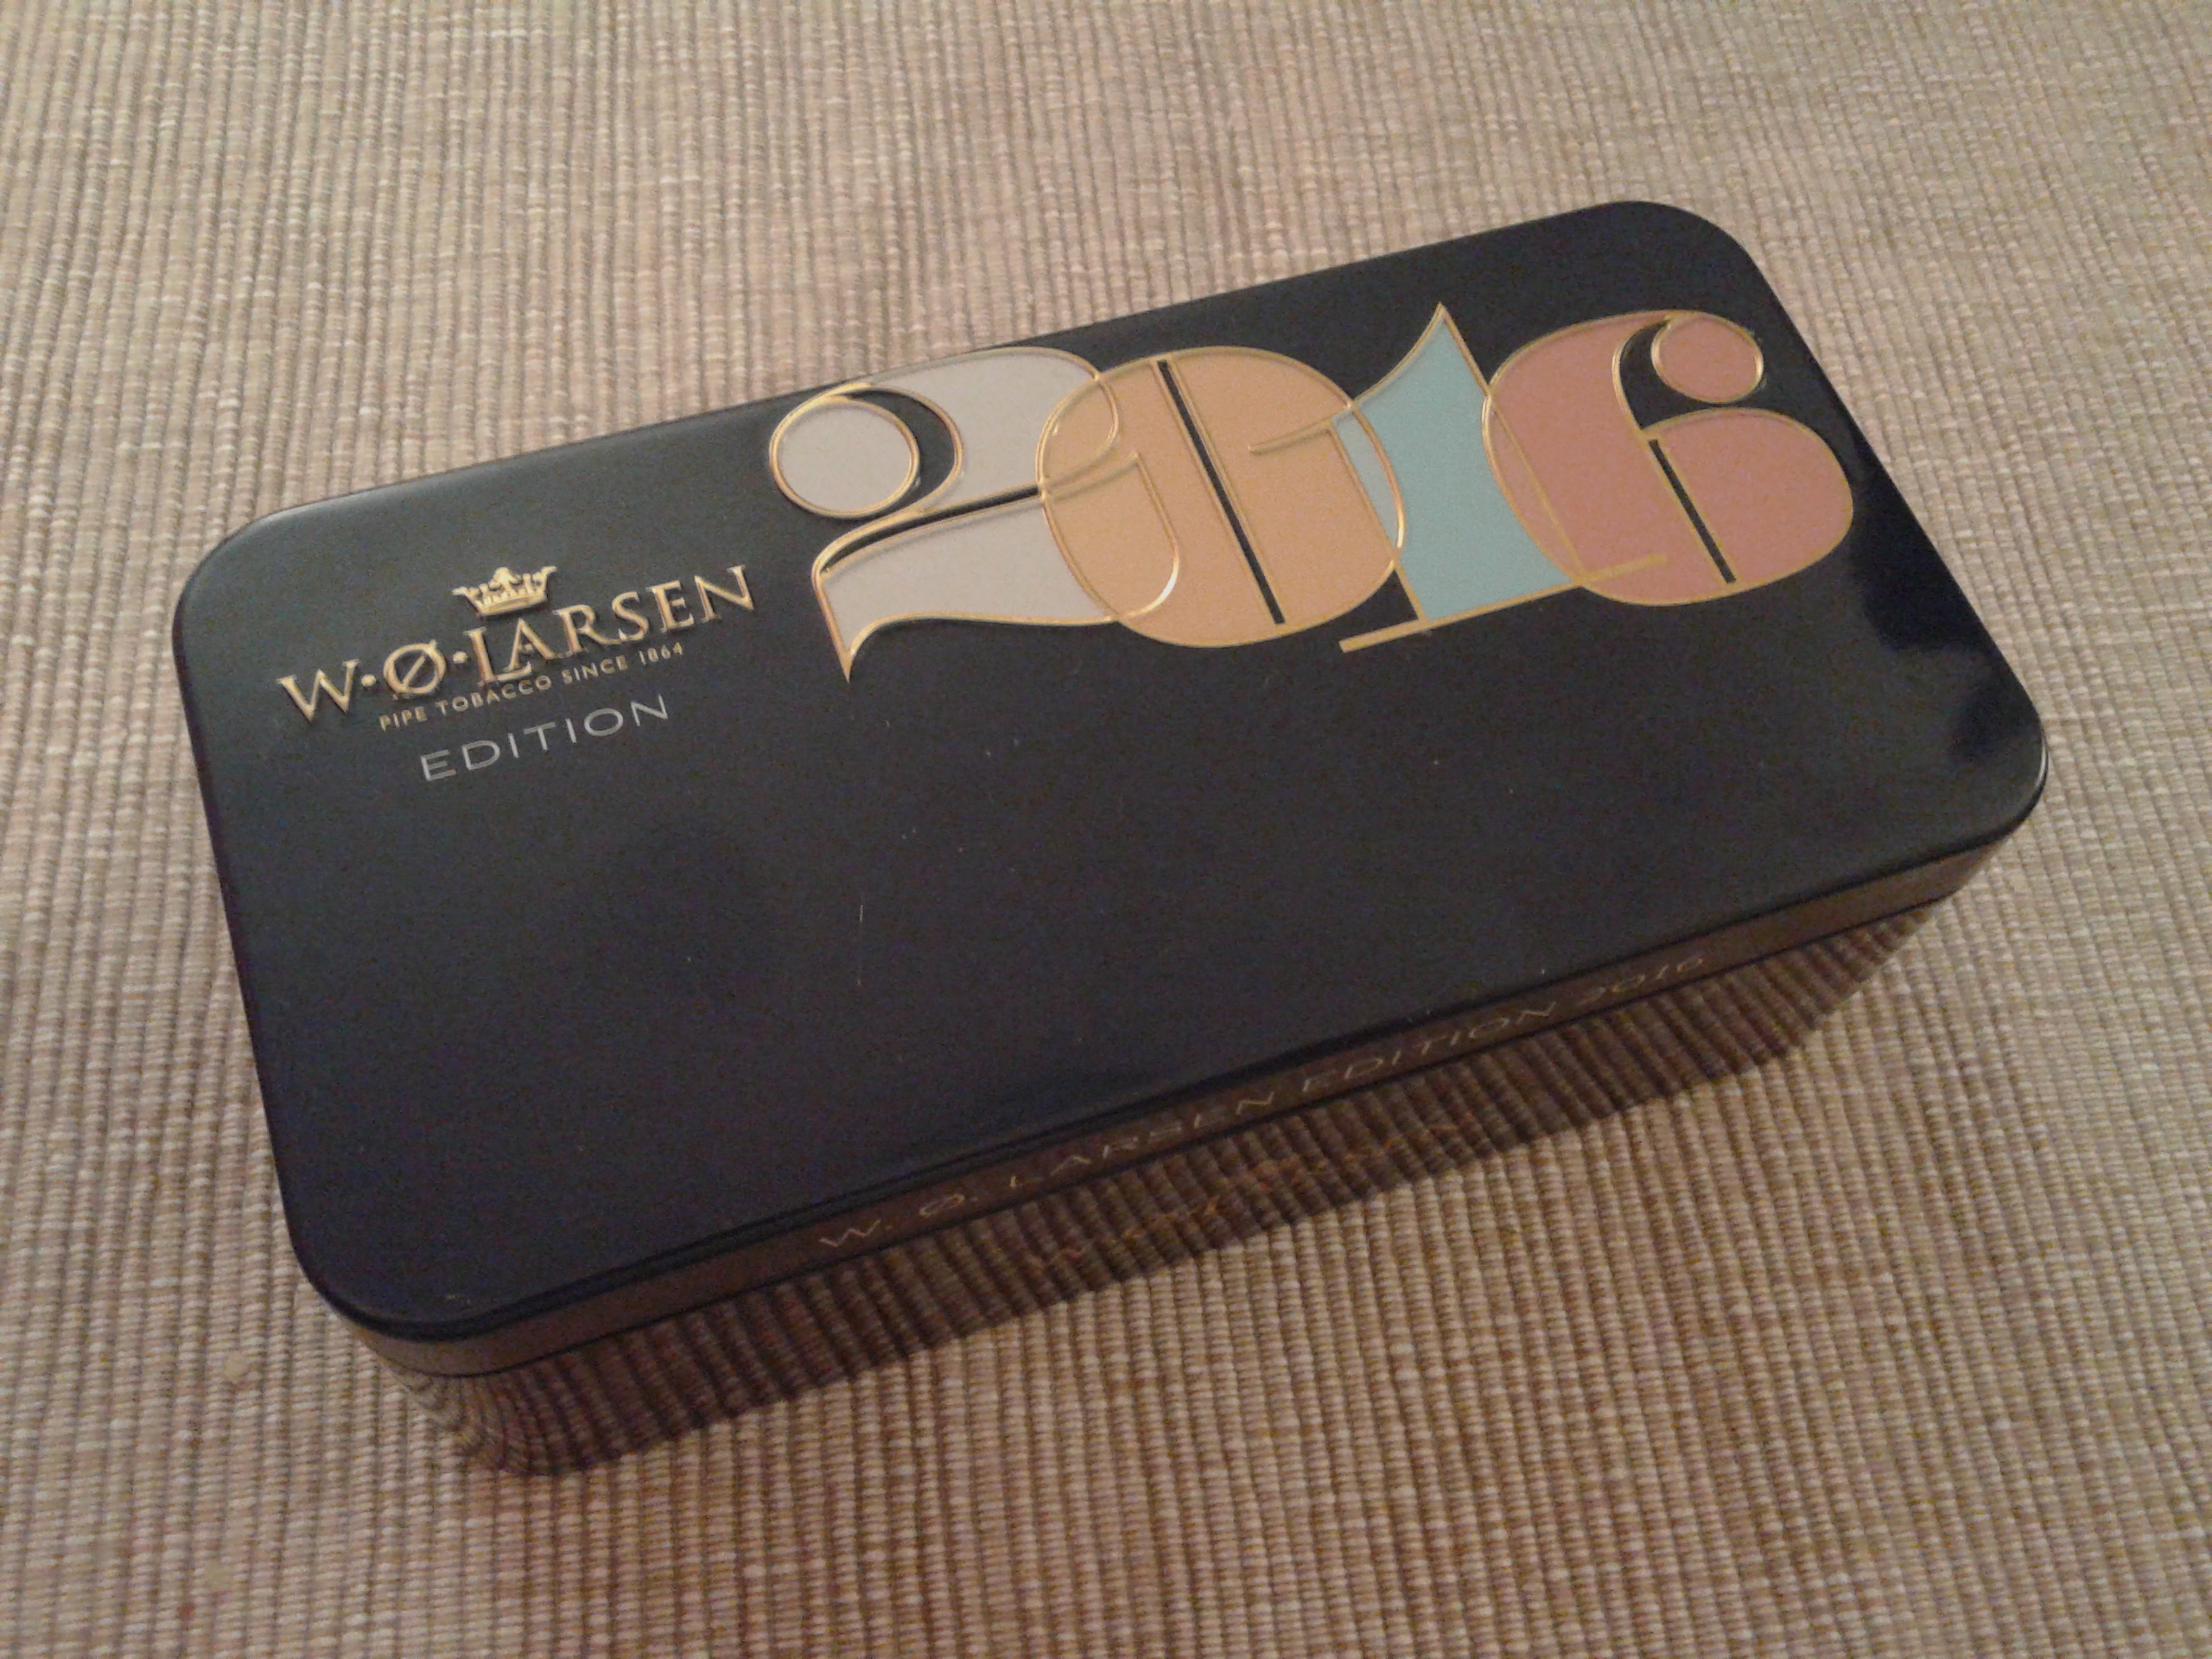 W·Ø·LARSEN
PIPE TOBACCO SINCE 1864
EDITION
2016
W. Ø. LARSEN EDITION 2016